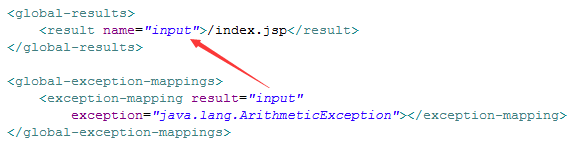 <global-results>
<result name="input">/index.jsp</result>
</global-results>
<global-exception-mappings>
<exception-mapping result="input"
exception="java.lang.ArithmeticException"></exception-mapping>
</global-exception-mappings>